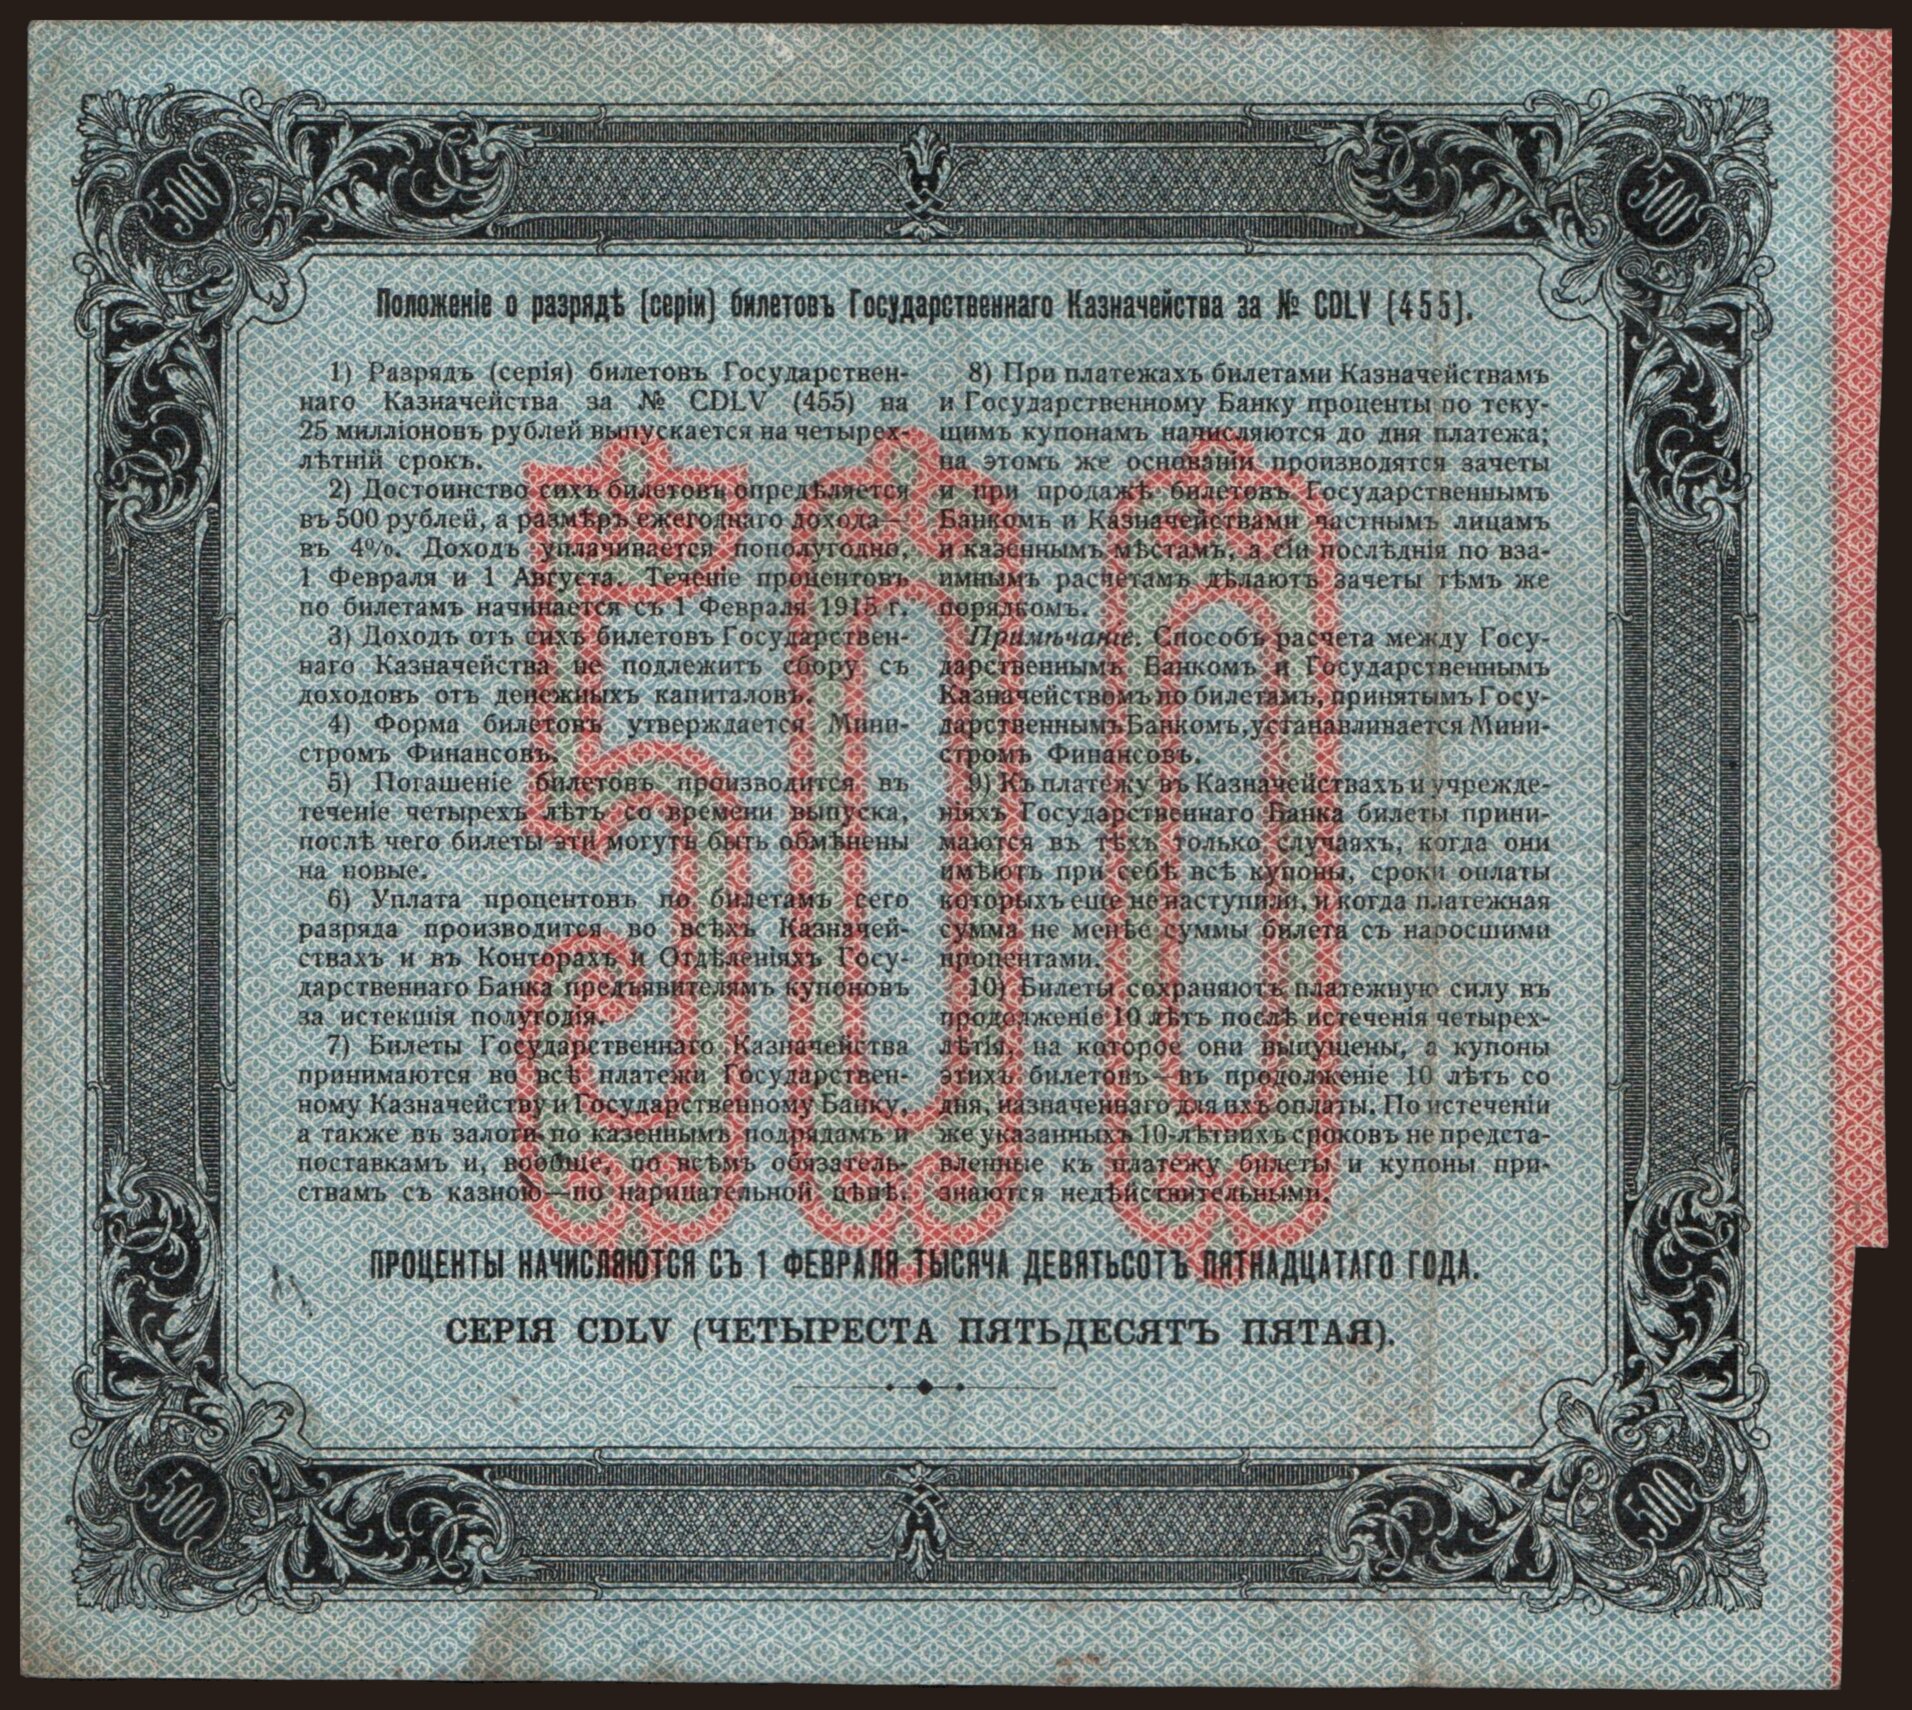 500
500
Положеніе о разрядѣ (серіи) билетовъ Государственнаго Казначейства за № CDLV (455).
1) Разрядъ (серія) билетовъ Государствен-
наго Казначейства за № CDLV (455) на
25 милліоновъ рублей выпускается на четырех-
лѣтній срокъ.
2) Достоинство сихъ билетовъ опредѣляется
въ 500 рублей, а размѣръ ежегоднаго дохода—
въ 4%. Доходъ уплачивается пополугодно,
1 Февраля и 1 Августа. Теченіе процентовъ
по билетамъ начинается съ 1 Февраля 1915 г.
3) Доходъ отъ сихъ билетовъ Государствен-
наго Казначейства не подлежитъ сбору съ
доходовъ отъ денежныхъ капиталовъ.
4) Форма билетовъ утверждается Мини-
стромъ Финансовъ.
5) Погашеніе билетовъ производится въ
теченіе четырехъ лѣтъ со времени выпуска,
послѣ чего билеты эти могутъ быть обмѣнены
на новые.
6) Уплата процентовъ по билетамъ сего
разряда производится во всѣхъ Казначей-
ствахъ и въ Конторахъ и Отдѣленіяхъ Госу-
дарственнаго Банка предъявителямъ купоновъ
за истекшія полугодія.
7) Билеты Государственнаго Казначейства
принимаются во всѣ платежи Государствен-
ному Казначейству и Государственному Банку,
а также въ залоги по казеннымъ подрядамъ и
поставкамъ и, вообще, по всѣмъ обязатель-
ствамъ съ казною—по нарицательной цѣнѣ.
8) При платежахъ билетами Казначействамъ
и Государственному Банку проценты по теку-
щимъ купонамъ начисляются до дня платежа;
на этомъ же основаніи производятся зачеты
и при продажѣ билетовъ Государственнымъ
Банкомъ и Казначействами частнымъ лицамъ
и казеннымъ мѣстамъ, а сіи послѣднія по вза-
имнымъ расчетамъ дѣлаютъ зачеты тѣмъ же
порядкомъ.
Примѣчаніе. Способъ расчета между Госу-
дарственнымъ Банкомъ и Государственнымъ
Казначействомъ по билетамъ, принятымъ Госу-
дарственнымъ Банкомъ, устанавливается Мини-
стромъ Финансовъ.
9) Къ платежу въ Казначействахъ и учрежде-
ніяхъ Государственнаго Банка билеты прини-
маются въ тѣхъ только случаяхъ, когда они
имѣютъ при себѣ всѣ купоны, сроки оплаты
которыхъ еще не наступили, и когда платежная
сумма не менѣе суммы билета съ наросшими
процентами.
10) Билеты сохраняютъ платежную силу въ
продолженіе 10 лѣтъ послѣ истеченія четырех-
лѣтія, на которое они выпущены, а купоны
этихъ билетовъ—въ продолженіе 10 лѣтъ со
дня, назначеннаго для ихъ оплаты. По истеченіи
же указанныхъ 10-лѣтнихъ сроковъ не предста-
вленные къ платежу билеты и купоны при-
знаются недѣйствительными.
500
ПРОЦЕНТЫ НАЧИСЛЯЮТСЯ СЪ 1 ФЕВРАЛЯ ТЫСЯЧА ДЕВЯТЬСОТЪ ПЯТНАДЦАТАГО ГОДА.
СЕРІЯ CDLV (ЧЕТЫРЕСТА ПЯТЬДЕСЯТЪ ПЯТАЯ).
500
500